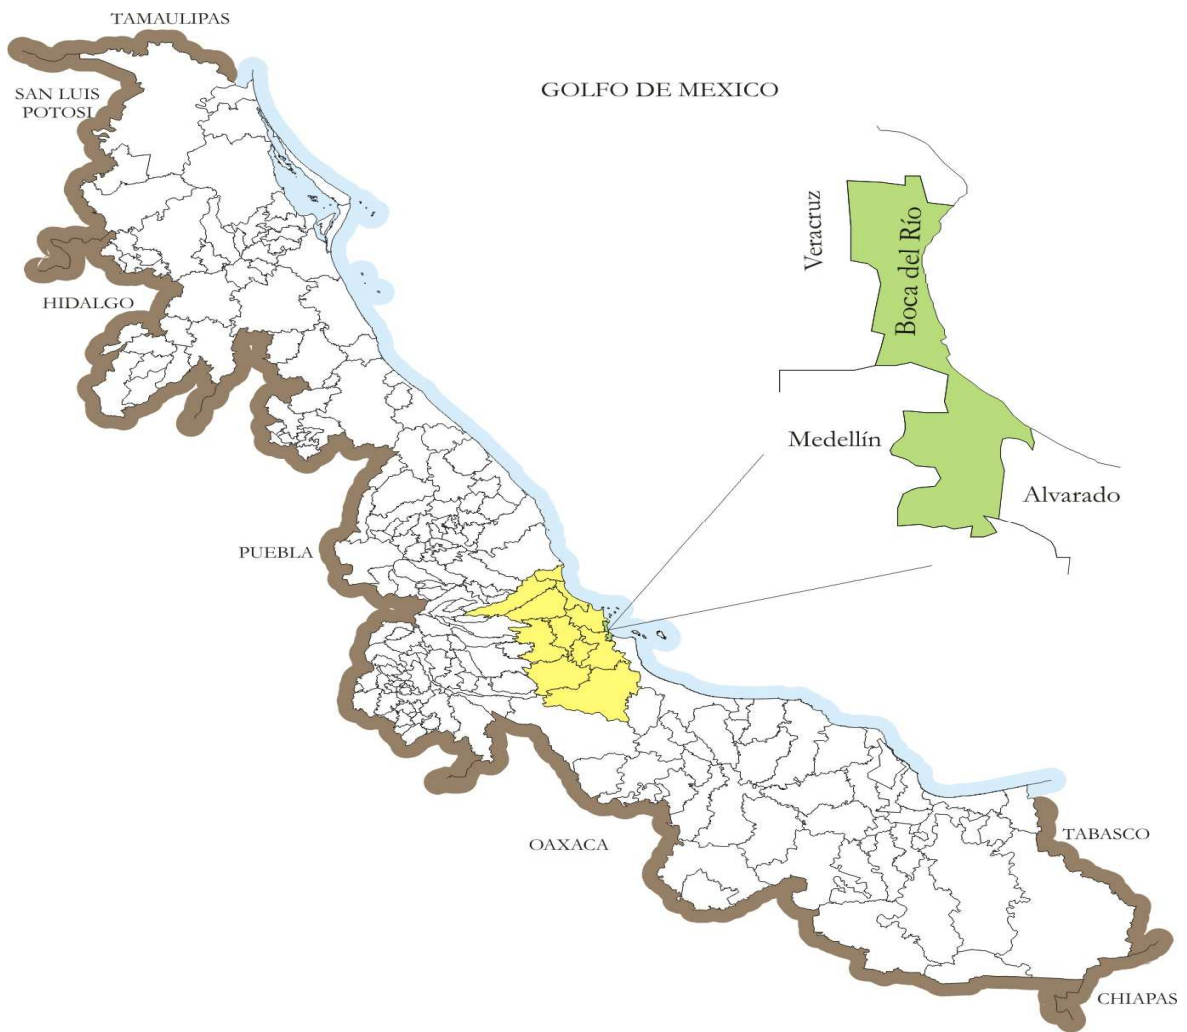 TAMAULIPAS
GOLFO DE MEXICO
SAN LUIS
POTOSI
Veracruz
Boca del Río
HIDALGO
Medellín
Alvarado
PUEBLA
OAXACA
TABASCO
CHIAPAS